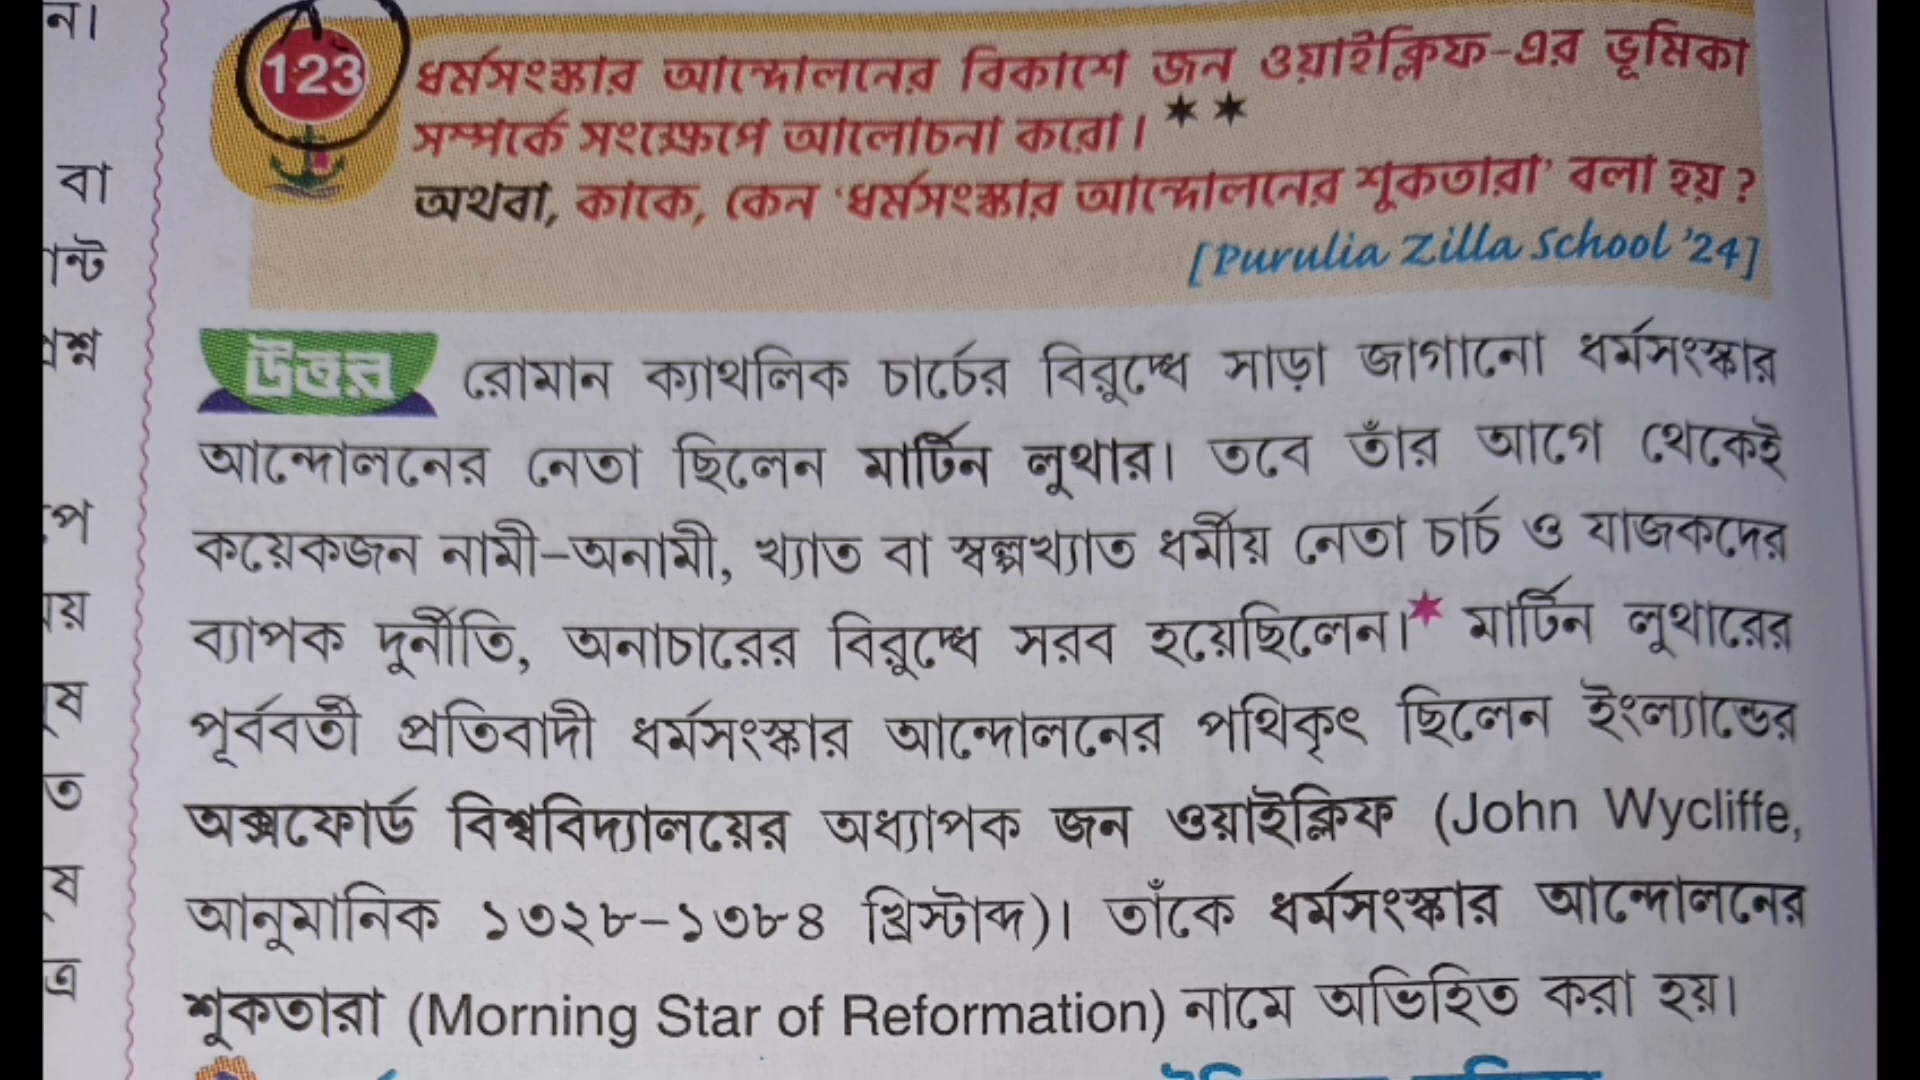 ন।
123 ধর্মসংস্কার আন্দোলনের বিকাশে জন ওয়াইক্লিফ-এর ভূমিকা
সম্পর্কে সংক্ষেপে আলোচনা করো। ★★
অথবা, কাকে, কেন ‘ধর্মসংস্কার আন্দোলনের শুকতারা’ বলা হয়?
[Purulia Zilla School ’24]
উত্তর রোমান ক্যাথলিক চার্চের বিরুদ্ধে সাড়া জাগানো ধর্মসংস্কার
আন্দোলনের নেতা ছিলেন মার্টিন লুথার। তবে তাঁর আগে থেকেই
কয়েকজন নামী-অনামী, খ্যাত বা স্বল্পখ্যাত ধর্মীয় নেতা চার্চ ও যাজকদের
ব্যাপক দুর্নীতি, অনাচারের বিরুদ্ধে সরব হয়েছিলেন।★ মার্টিন লুথারের
পূর্ববর্তী প্রতিবাদী ধর্মসংস্কার আন্দোলনের পথিকৃৎ ছিলেন ইংল্যান্ডের
অক্সফোর্ড বিশ্ববিদ্যালয়ের অধ্যাপক জন ওয়াইক্লিফ (John Wycliffe,
আনুমানিক ১৩২৮-১৩৮৪ খ্রিস্টাব্দ)। তাঁকে ধর্মসংস্কার আন্দোলনের
শুকতারা (Morning Star of Reformation) নামে অভিহিত করা হয়।